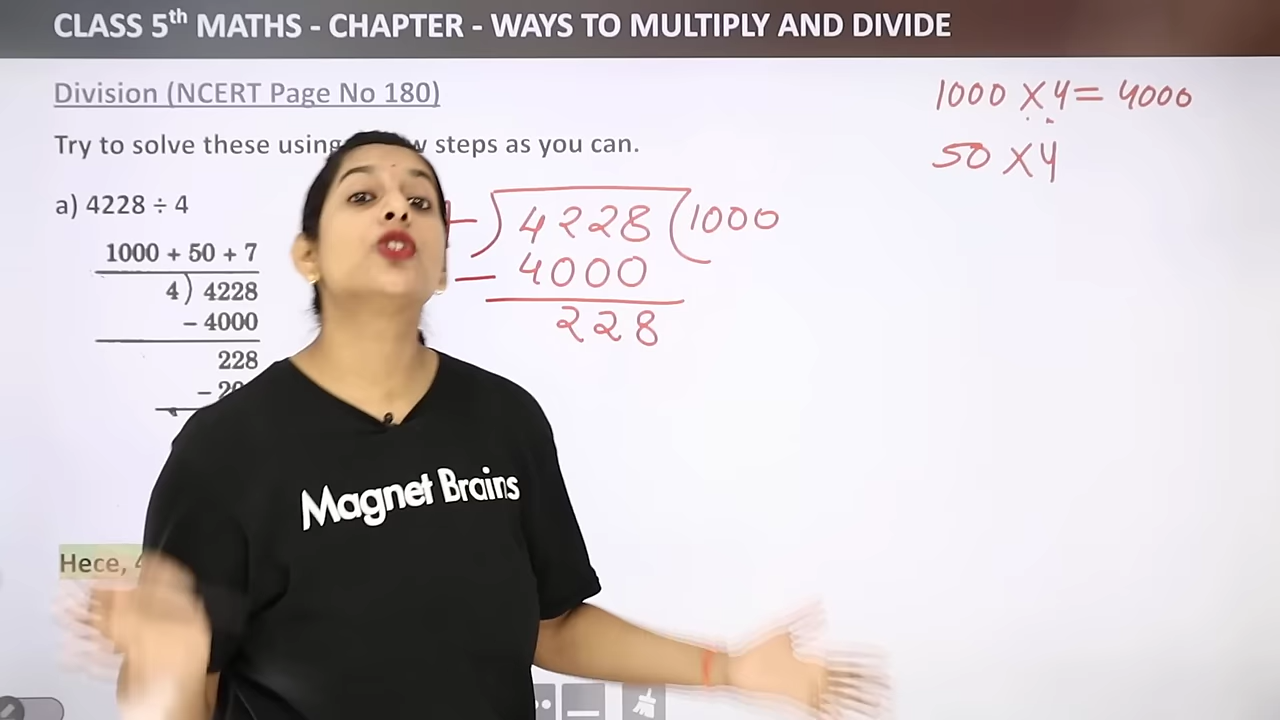 CLASS 5th MATHS - CHAPTER - WAYS TO MULTIPLY AND DIVIDE
Division (NCERT Page No 180)
Try to solve these using steps as you can.
a) 4228 ÷ 4
1000 + 50 + 7
4 ) 4228
- 4000
228
4228 ( 1000
- 4000
228
1000 X 4 = 4000
50 X 4
Hece,
Magnet Brains